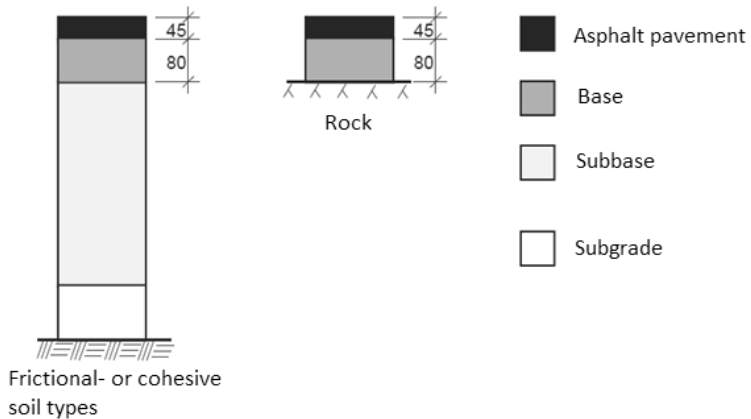 45
80
Frictional- or cohesive
soil types
45
80
Rock
Asphalt pavement
Base
Subbase
Subgrade